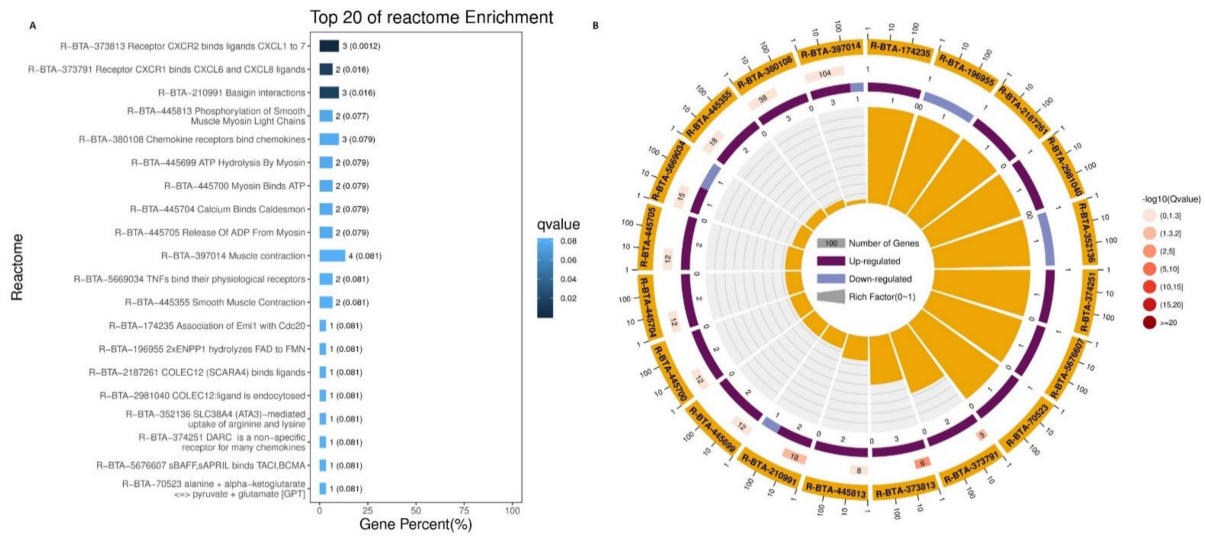 A
Top 20 of reactome Enrichment
Reactome
R−BTA−373813 Receptor CXCR2 binds ligands CXCL1 to 7
3 (0.0012)
R−BTA−373791 Receptor CXCR1 binds CXCL6 and CXCL8 ligands
2 (0.016)
R−BTA−210991 Basigin interactions
3 (0.016)
R−BTA−445813 Phosphorylation of Smooth
Muscle Myosin Light Chains
2 (0.077)
R−BTA−380108 Chemokine receptors bind chemokines
3 (0.079)
R−BTA−445699 ATP Hydrolysis By Myosin
2 (0.079)
R−BTA−445700 Myosin Binds ATP
2 (0.079)
R−BTA−445704 Calcium Binds Caldesmon
2 (0.079)
R−BTA−445705 Release Of ADP From Myosin
2 (0.079)
R−BTA−397014 Muscle contraction
4 (0.081)
R−BTA−5669034 TNFs bind their physiological receptors
2 (0.081)
R−BTA−445355 Smooth Muscle Contraction
2 (0.081)
R−BTA−174235 Association of Emi1 with Cdc20
1 (0.081)
R−BTA−196955 2xENPP1 hydrolyzes FAD to FMN
1 (0.081)
R−BTA−2187261 COLEC12 (SCARA4) binds ligands
1 (0.081)
R−BTA−2981040 COLEC12:ligand is endocytosed
1 (0.081)
R−BTA−352136 SLC38A4 (ATA3)−mediated
uptake of arginine and lysine
1 (0.081)
R−BTA−374251 DARC is a non−specific
receptor for many chemokines
1 (0.081)
R−BTA−5676607 sBAFF,sAPRIL binds TACI,BCMA
1 (0.081)
R−BTA−70523 alanine + alpha−ketoglutarate
<=> pyruvate + glutamate [GPT]
1 (0.081)
0
25
50
75
100
Gene Percent(%)
qvalue
0.08
0.06
0.04
0.02
B
R-BTA-174235
R-BTA-196955
R-BTA-2187261
R-BTA-2981040
R-BTA-352136
R-BTA-374251
R-BTA-5676607
R-BTA-70523
R-BTA-373791
R-BTA-373813
R-BTA-445813
R-BTA-210991
R-BTA-445699
R-BTA-445700
R-BTA-445704
R-BTA-445705
R-BTA-5669034
R-BTA-445355
R-BTA-380108
R-BTA-397014
3
6
8
18
12
12
12
12
15
18
38
104
100
Number of Genes
Up-regulated
Down-regulated
Rich Factor(0~1)
-log10(Qvalue)
(0,1.3]
(1.3,2]
(2,5]
(5,10]
(10,15]
(15,20]
>=20